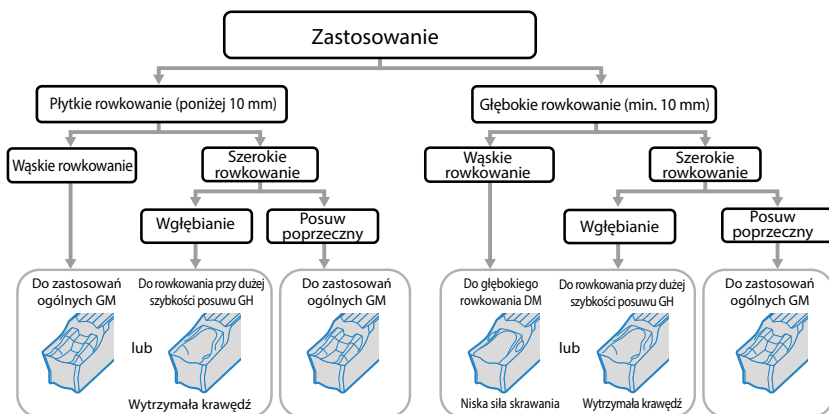 Zastosowanie
Płytkie rowkowanie (poniżej 10 mm)
Głębokie rowkowanie (min. 10 mm)
Wąskie rowkowanie
Szerokie
rowkowanie
Wąskie
rowkowanie
Szerokie
rowkowanie
Wgłębianie
Posuw
poprzeczny
Wgłębianie
Posuw
poprzeczny
Do zastosowań
ogólnych GM
lub
Do rowkowania przy dużej
szybkości posuwu GH
Wytrzymała krawędź
Do zastosowań
ogólnych GM
Do głębokiego
rowkowania DM
Niska siła skrawania
lub
Do rowkowania przy dużej
szybkości posuwu GH
Wytrzymała krawędź
Do zastosowań
ogólnych GM